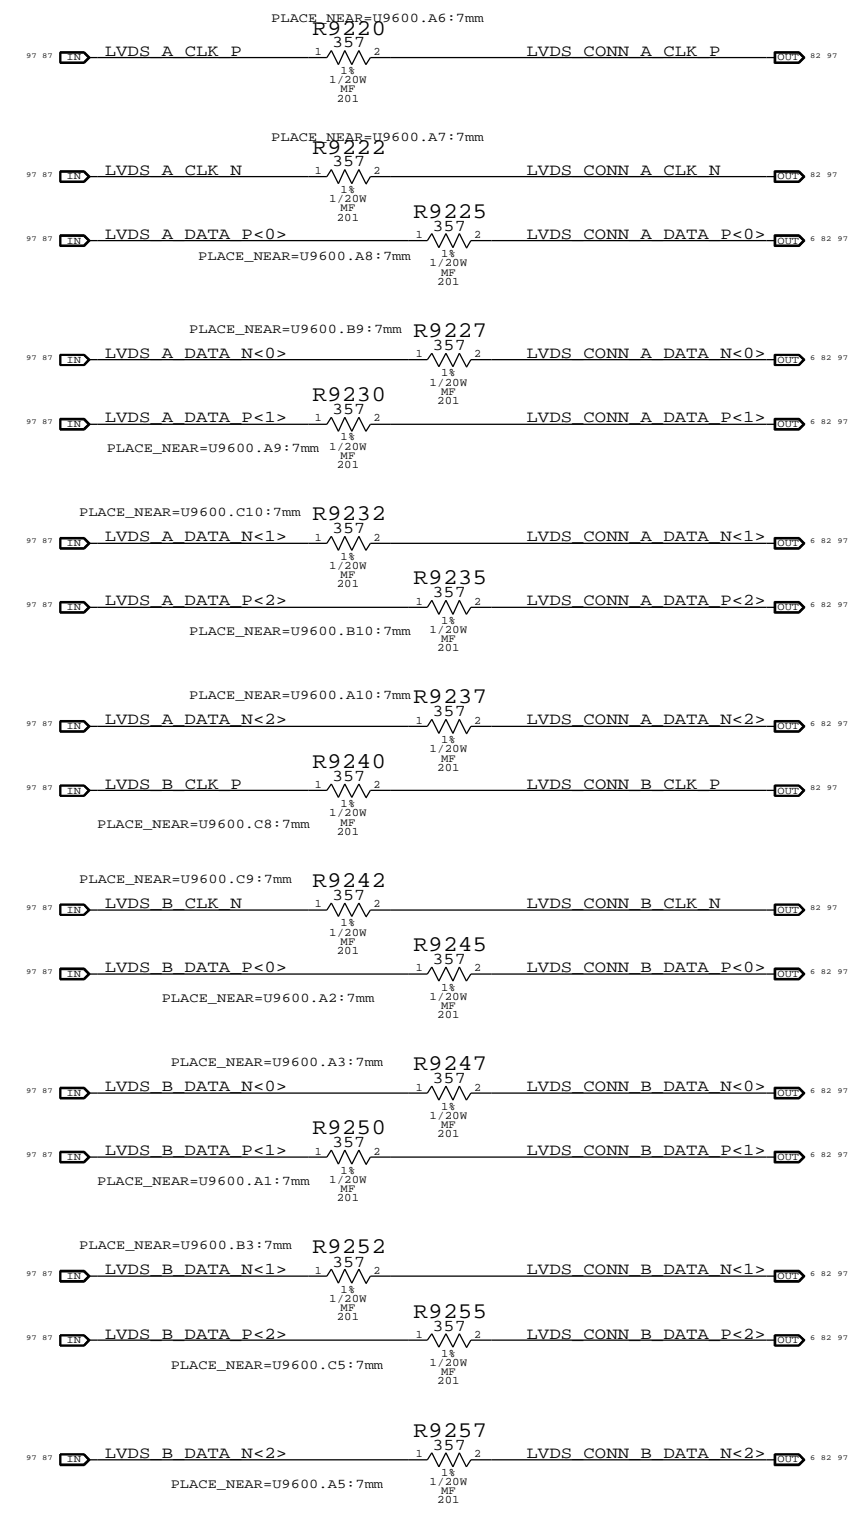 PLACE_NEAR=U9600.A6:7mm
R9220
357
97 87 IN LVDS_A_CLK_P 1 2 LVDS_CONN_A_CLK_P OUT 82 97
1%
1/20W
MF
201
PLACE_NEAR=U9600.A7:7mm
R9222
357
97 87 IN LVDS_A_CLK_N 1 2 LVDS_CONN_A_CLK_N OUT 82 97
1%
1/20W
MF
201
R9225
357
97 87 IN LVDS_A_DATA_P<0> 1 2 LVDS_CONN_A_DATA_P<0> OUT 6 82 97
PLACE_NEAR=U9600.A8:7mm
1%
1/20W
MF
201
PLACE_NEAR=U9600.B9:7mm
R9227
357
97 87 IN LVDS_A_DATA_N<0> 1 2 LVDS_CONN_A_DATA_N<0> OUT 6 82 97
1%
1/20W
MF
201
R9230
357
97 87 IN LVDS_A_DATA_P<1> 1 2 LVDS_CONN_A_DATA_P<1> OUT 6 82 97
PLACE_NEAR=U9600.A9:7mm
1%
1/20W
MF
201
PLACE_NEAR=U9600.C10:7mm
R9232
357
97 87 IN LVDS_A_DATA_N<1> 1 2 LVDS_CONN_A_DATA_N<1> OUT 6 82 97
1%
1/20W
MF
201
R9235
357
97 87 IN LVDS_A_DATA_P<2> 1 2 LVDS_CONN_A_DATA_P<2> OUT 6 82 97
PLACE_NEAR=U9600.B10:7mm
1%
1/20W
MF
201
PLACE_NEAR=U9600.A10:7mm
R9237
357
97 87 IN LVDS_A_DATA_N<2> 1 2 LVDS_CONN_A_DATA_N<2> OUT 6 82 97
1%
1/20W
MF
201
R9240
357
97 87 IN LVDS_B_CLK_P 1 2 LVDS_CONN_B_CLK_P OUT 82 97
PLACE_NEAR=U9600.C8:7mm
1%
1/20W
MF
201
PLACE_NEAR=U9600.C9:7mm
R9242
357
97 87 IN LVDS_B_CLK_N 1 2 LVDS_CONN_B_CLK_N OUT 82 97
1%
1/20W
MF
201
R9245
357
97 87 IN LVDS_B_DATA_P<0> 1 2 LVDS_CONN_B_DATA_P<0> OUT 6 82 97
PLACE_NEAR=U9600.A2:7mm
1%
1/20W
MF
201
PLACE_NEAR=U9600.A3:7mm
R9247
357
97 87 IN LVDS_B_DATA_N<0> 1 2 LVDS_CONN_B_DATA_N<0> OUT 6 82 97
1%
1/20W
MF
201
R9250
357
97 87 IN LVDS_B_DATA_P<1> 1 2 LVDS_CONN_B_DATA_P<1> OUT 6 82 97
PLACE_NEAR=U9600.A1:7mm
1%
1/20W
MF
201
PLACE_NEAR=U9600.B3:7mm
R9252
357
97 87 IN LVDS_B_DATA_N<1> 1 2 LVDS_CONN_B_DATA_N<1> OUT 6 82 97
1%
1/20W
MF
201
R9255
357
97 87 IN LVDS_B_DATA_P<2> 1 2 LVDS_CONN_B_DATA_P<2> OUT 6 82 97
PLACE_NEAR=U9600.C5:7mm
1%
1/20W
MF
201
R9257
357
97 87 IN LVDS_B_DATA_N<2> 1 2 LVDS_CONN_B_DATA_N<2> OUT 6 82 97
PLACE_NEAR=U9600.A5:7mm
1%
1/20W
MF
201